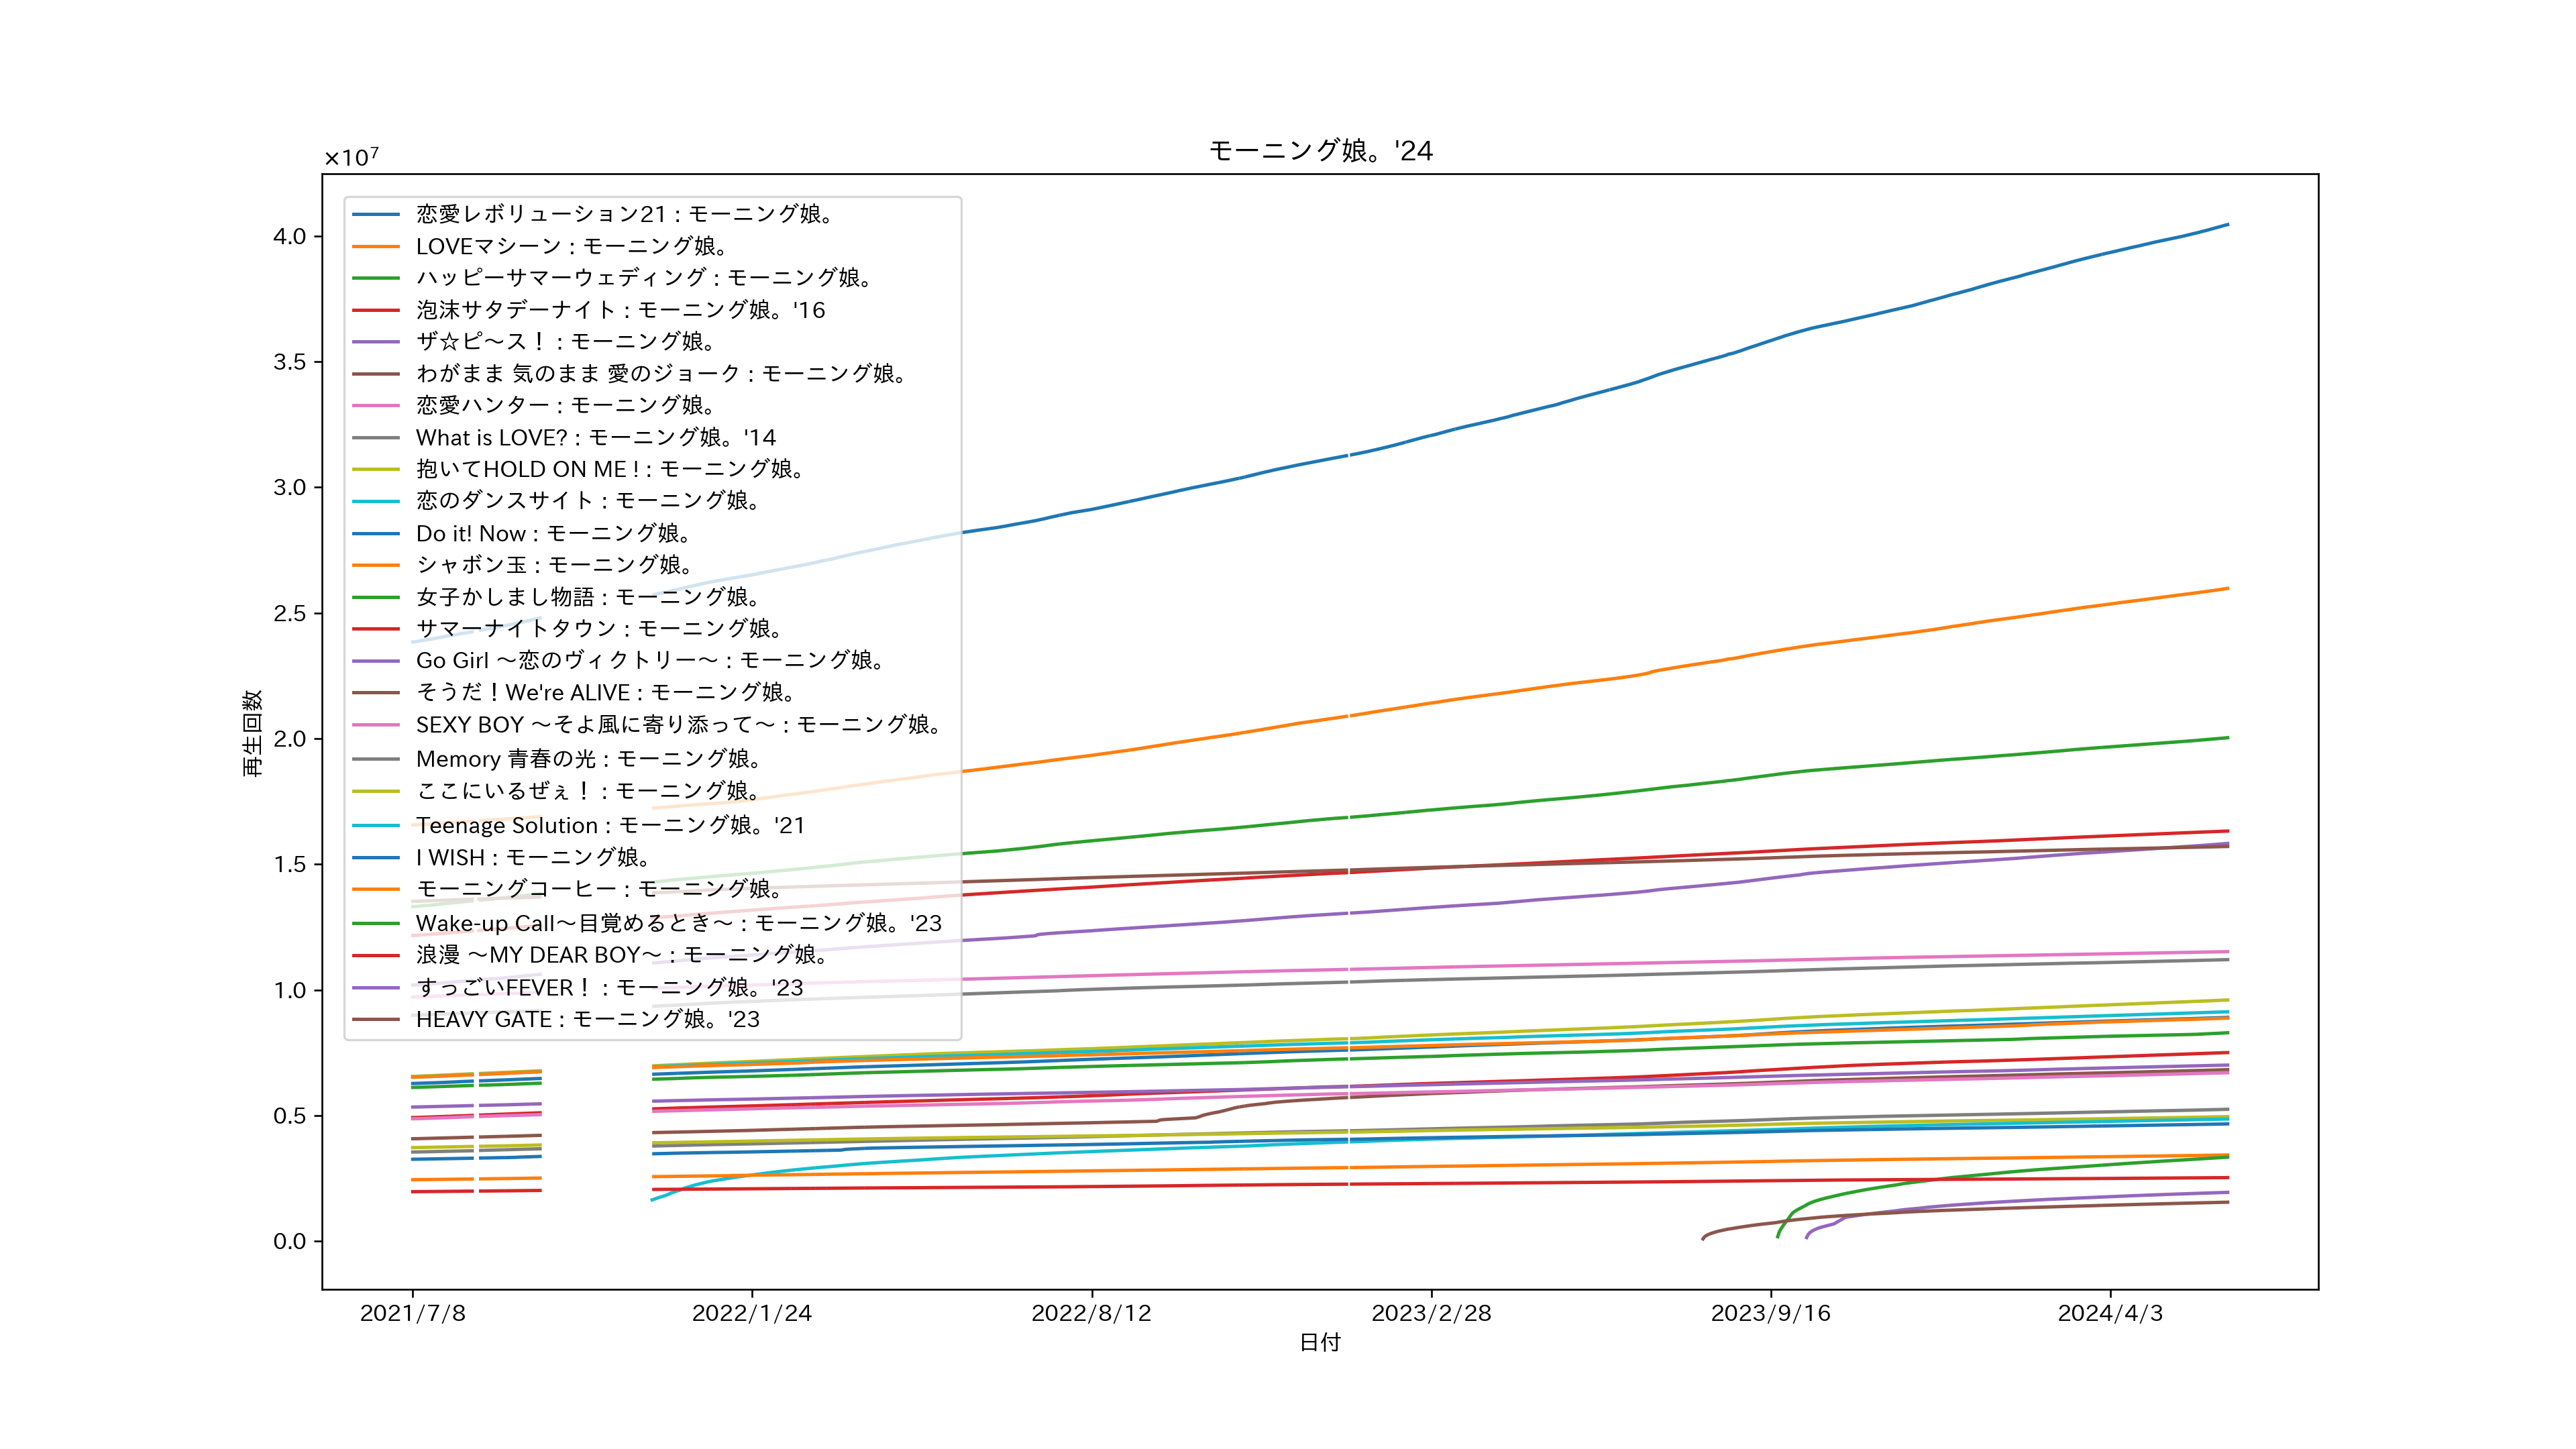 モーニング娘。'24
×10⁷
4.0
3.5
3.0
2.5
2.0
1.5
1.0
0.5
0.0
再生回数
恋愛レボリューション21 : モーニング娘。
LOVEマシーン : モーニング娘。
ハッピーサマーウェディング : モーニング娘。
泡沫サタデーナイト : モーニング娘。'16
ザ☆ピ～ス！ : モーニング娘。
わがまま 気のまま 愛のジョーク : モーニング娘。
恋愛ハンター : モーニング娘。
What is LOVE? : モーニング娘。'14
抱いてHOLD ON ME ! : モーニング娘。
恋のダンスサイト : モーニング娘。
Do it! Now : モーニング娘。
シャボン玉 : モーニング娘。
女子かしまし物語 : モーニング娘。
サマーナイトタウン : モーニング娘。
Go Girl ～恋のヴィクトリー～ : モーニング娘。
そうだ！We're ALIVE : モーニング娘。
SEXY BOY ～そよ風に寄り添って～ : モーニング娘。
Memory 青春の光 : モーニング娘。
ここにいるぜぇ！ : モーニング娘。
Teenage Solution : モーニング娘。'21
I WISH : モーニング娘。
モーニングコーヒー : モーニング娘。
Wake-up Call～目覚めるとき～ : モーニング娘。'23
浪漫 ～MY DEAR BOY～ : モーニング娘。
すっごいFEVER！ : モーニング娘。'23
HEAVY GATE : モーニング娘。'23
2021/7/8
2022/1/24
2022/8/12
2023/2/28
2023/9/16
2024/4/3
日付